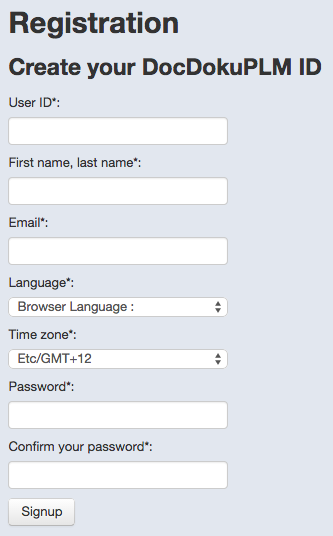 Registration
Create your DocDokuPLM ID
User ID*:
First name, last name*:
Email*:
Language*:
Browser Language :
Time zone*:
Etc/GMT+12
Password*:
Confirm your password*:
Signup